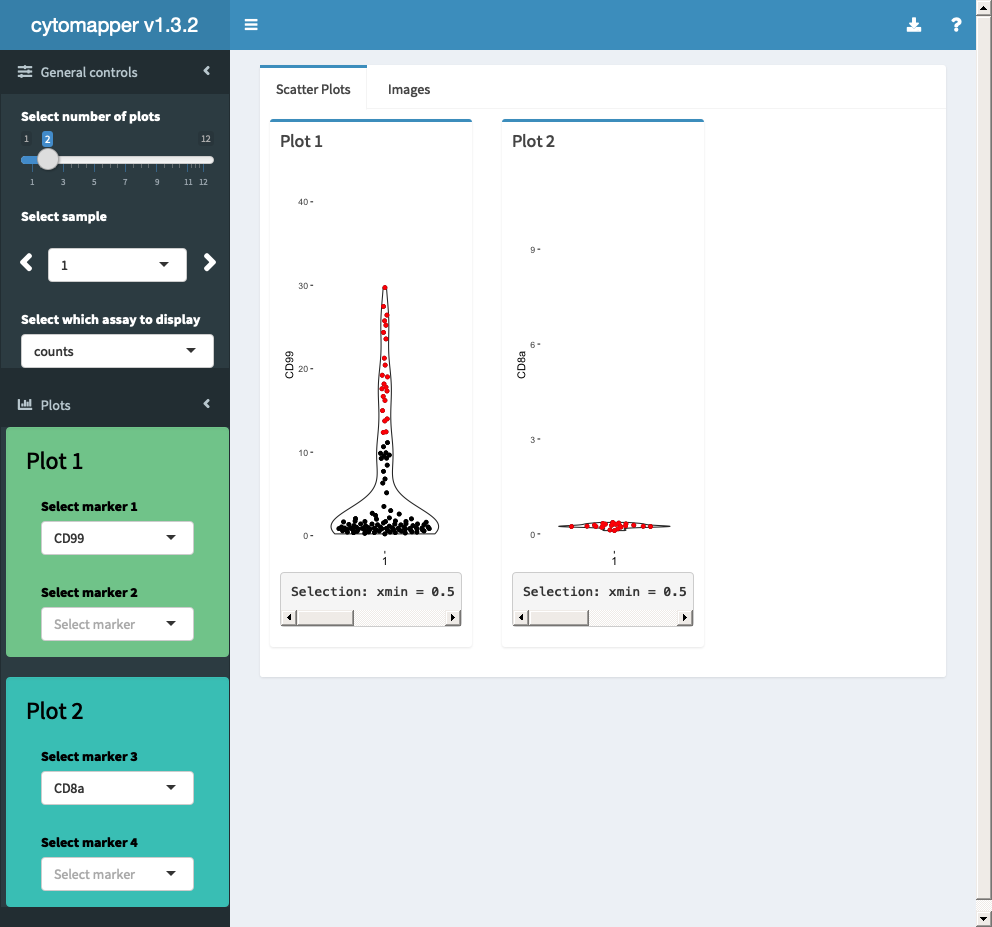 cytomapper v1.3.2
?
General controls
Select number of plots
1 2 12
1 3 5 7 9 11 12
Select sample
1
Select which assay to display
counts
Plots
Plot 1
Select marker 1
CD99
Select marker 2
Select marker
Plot 2
Select marker 3
CD8a
Select marker 4
Select marker
Scatter Plots Images
Plot 1
40
30
20
10
0
CD99
1
Selection: xmin = 0.5
Plot 2
9
6
3
0
CD8a
1
Selection: xmin = 0.5